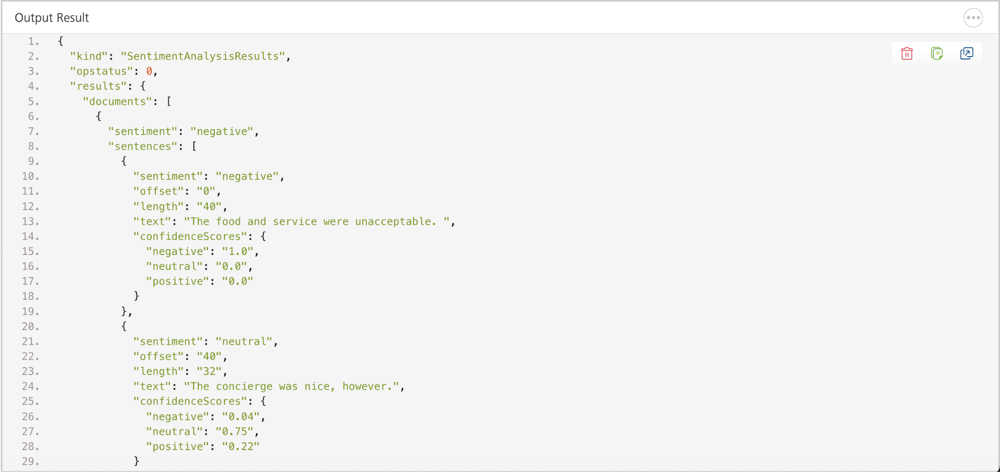 Output Result
1. {
2. "kind": "SentimentAnalysisResults",
3. "opstatus": 0,
4. "results": {
5. "documents": [
6. {
7. "sentiment": "negative",
8. "sentences": [
9. {
10. "sentiment": "negative",
11. "offset": "0",
12. "length": "40",
13. "text": "The food and service were unacceptable. ",
14. "confidenceScores": {
15. "negative": "1.0",
16. "neutral": "0.0",
17. "positive": "0.0"
18. }
19. },
20. {
21. "sentiment": "neutral",
22. "offset": "40",
23. "length": "32",
24. "text": "The concierge was nice, however.",
25. "confidenceScores": {
26. "negative": "0.04",
27. "neutral": "0.75",
28. "positive": "0.22"
29. }